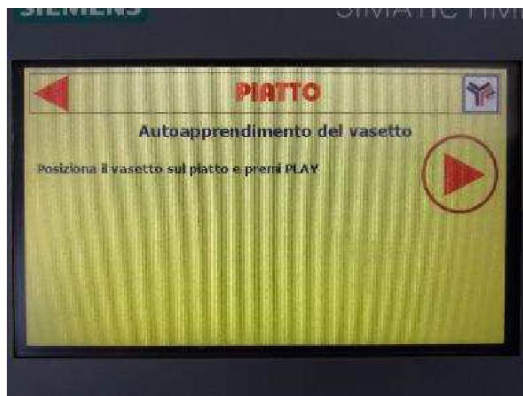 SIEMENS
SIMATIC HMI
PIATTO
Autoapprendimento del vasetto
Posiziona il vasetto sul piatto e premi PLAY